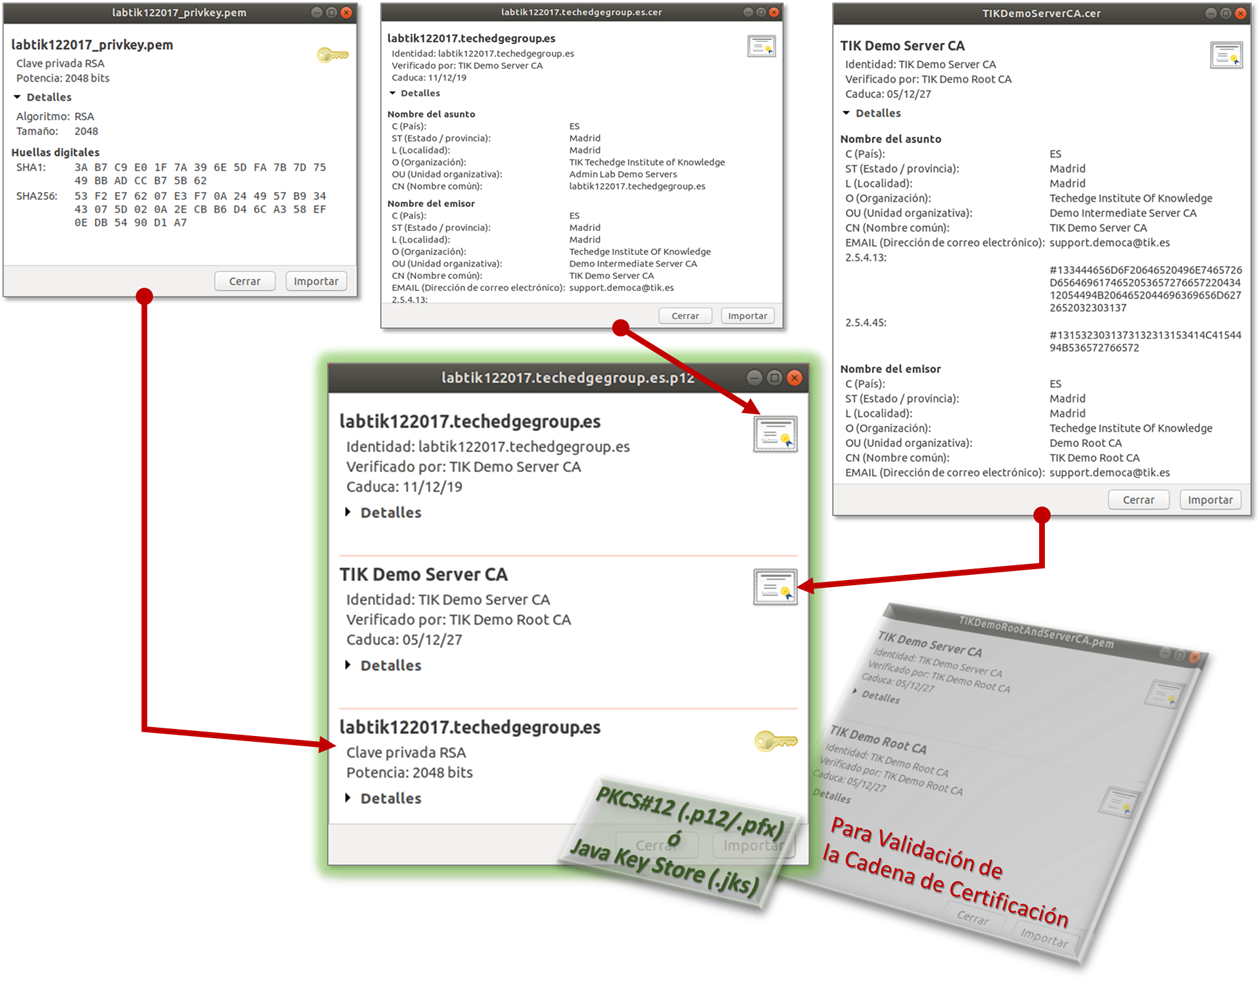 labtik122017_privkey.pem
labtik122017_privkey.pem
Clave privada RSA
Potencia: 2048 bits
Detalles
Algoritmo: RSA
Tamaño: 2048
Huellas digitales
SHA1: 3A B7 C9 E0 1F 7A 39 6E 5D FA 7B 7D 75
49 BB AD CC B7 5B 62
SHA256: 53 F2 E7 62 07 E3 F7 0A 24 49 57 B9 34
43 07 5D 02 0A 2E CB B6 D4 6C A3 58 EF
0E DB 54 90 D1 A7
Cerrar Importar
labtik122017.techedgegroup.es.cer
labtik122017.techedgegroup.es
Identidad: labtik122017.techedgegroup.es
Verificado por: TIK Demo Server CA
Caduca: 11/12/19
Detalles
Nombre del asunto
C (País): ES
ST (Estado / provincia): Madrid
L (Localidad): Madrid
O (Organización): TIK Techedge Institute of Knowledge
OU (Unidad organizativa): Admin Lab Demo Servers
CN (Nombre común): labtik122017.techedgegroup.es
Nombre del emisor
C (País): ES
ST (Estado / provincia): Madrid
L (Localidad): Madrid
O (Organización): Techedge Institute Of Knowledge
OU (Unidad organizativa): Demo Intermediate Server CA
CN (Nombre común): TIK Demo Server CA
EMAIL (Dirección de correo electrónico): support.democa@tik.es
2.5.4.13:
Cerrar Importar
TIKDemoServerCA.cer
TIK Demo Server CA
Identidad: TIK Demo Server CA
Verificado por: TIK Demo Root CA
Caduca: 05/12/27
Detalles
Nombre del asunto
C (País): ES
ST (Estado / provincia): Madrid
L (Localidad): Madrid
O (Organización): Techedge Institute Of Knowledge
OU (Unidad organizativa): Demo Intermediate Server CA
CN (Nombre común): TIK Demo Server CA
EMAIL (Dirección de correo electrónico): support.democa@tik.es
2.5.4.13:
#133444656D6F20646520496E7465726
D656469617465205365727665722043​4
12054494B2064652044696369656D627
2652032303137
2.5.4.45:
#1315323031373132313153414C41544
94B536572766572
Nombre del emisor
C (País): ES
ST (Estado / provincia): Madrid
L (Localidad): Madrid
O (Organización): Techedge Institute Of Knowledge
OU (Unidad organizativa): Demo Root CA
CN (Nombre común): TIK Demo Root CA
EMAIL (Dirección de correo electrónico): support.democa@tik.es
Cerrar Importar
labtik122017.techedgegroup.es.p12
labtik122017.techedgegroup.es
Identidad: labtik122017.techedgegroup.es
Verificado por: TIK Demo Server CA
Caduca: 11/12/19
Detalles
TIK Demo Server CA
Identidad: TIK Demo Server CA
Verificado por: TIK Demo Root CA
Caduca: 05/12/27
Detalles
labtik122017.techedgegroup.es
Clave privada RSA
Potencia: 2048 bits
Detalles
Cerrar Importar
PKCS#12 (.p12/.pfx)
ó
Java Key Store (.jks)
TIKDemoRootAndServerCA.pem
TIK Demo Server CA
Identidad: TIK Demo Server CA
Verificado por: TIK Demo Root CA
Caduca: 05/12/27
Detalles
TIK Demo Root CA
Identidad: TIK Demo Root CA
Verificado por: TIK Demo Root CA
Caduca: 05/12/27
Detalles
Para Validación de
la Cadena de Certificación
Cerrar Importar